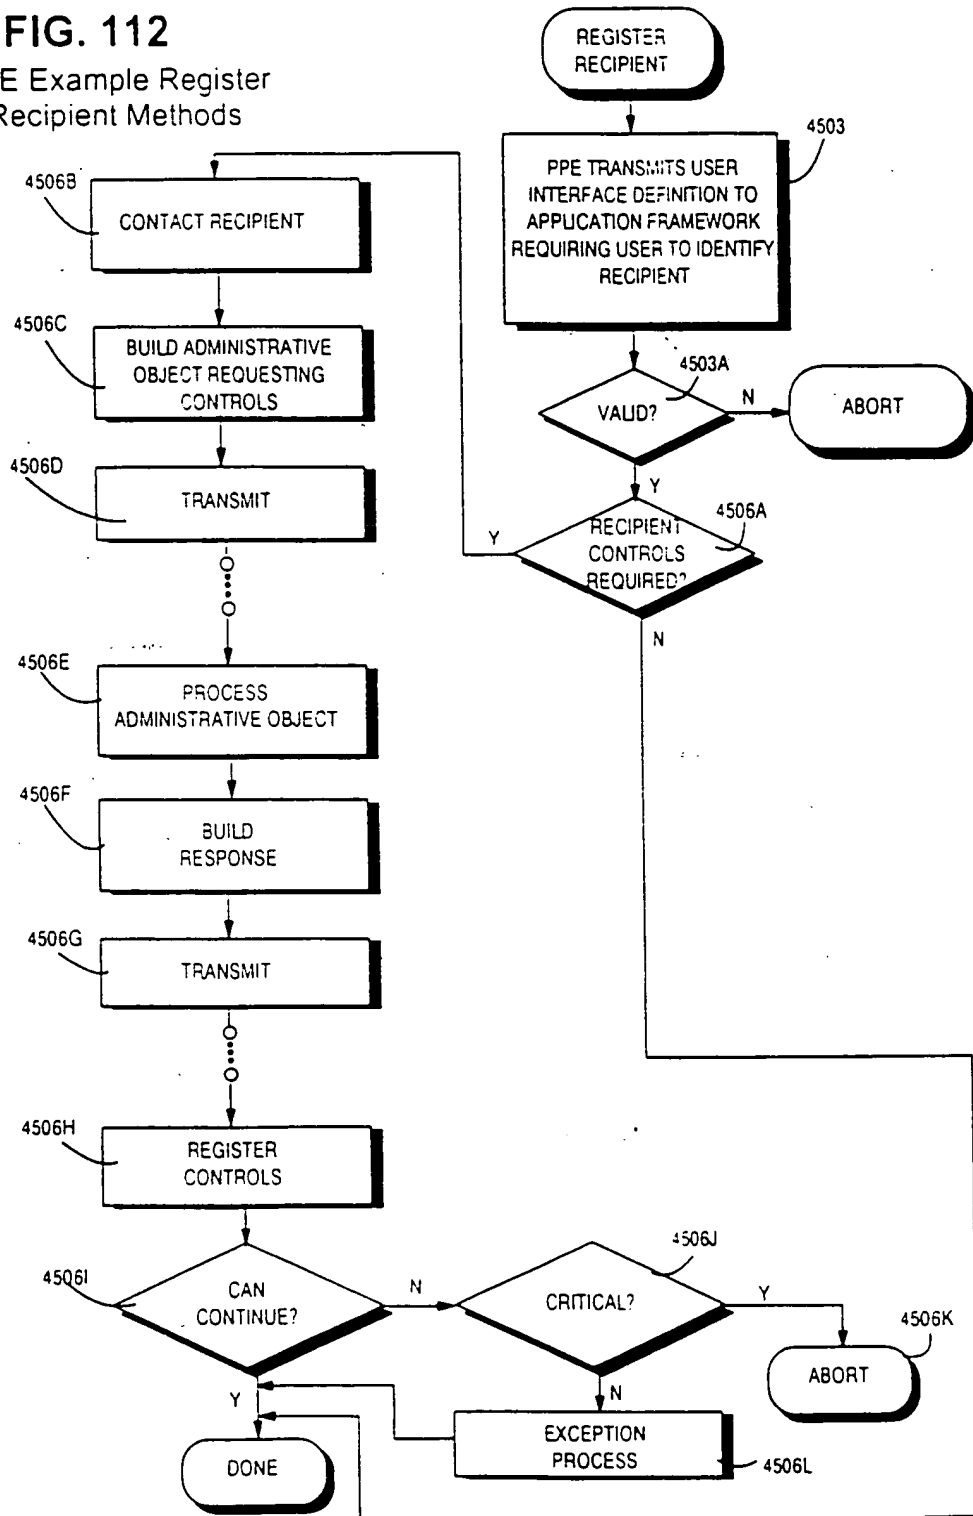 FIG. 112
E Example Register
Recipient Methods
REGISTER
RECIPIENT
4503
PPE TRANSMITS USER
INTERFACE DEFINITION TO
APPLICATION FRAMEWORK
REQUIRING USER TO IDENTIFY
RECIPIENT
4503A
VALID?
N
ABORT
Y
4506A
RECIPIENT
CONTROLS
REQUIRED?
Y
N
4506B
CONTACT RECIPIENT
4506C
BUILD ADMINISTRATIVE
OBJECT REQUESTING
CONTROLS
4506D
TRANSMIT
4506E
PROCESS
ADMINISTRATIVE OBJECT
4506F
BUILD
RESPONSE
4506G
TRANSMIT
4506H
REGISTER
CONTROLS
4506I
CAN
CONTINUE?
N
4506J
CRITICAL?
Y
4506K
ABORT
N
EXCEPTION
PROCESS
4506L
Y
DONE